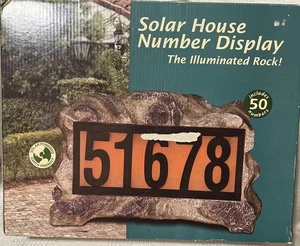 Solar House
Number Display
The Illuminated Rock!
includes
50
numbers
51678